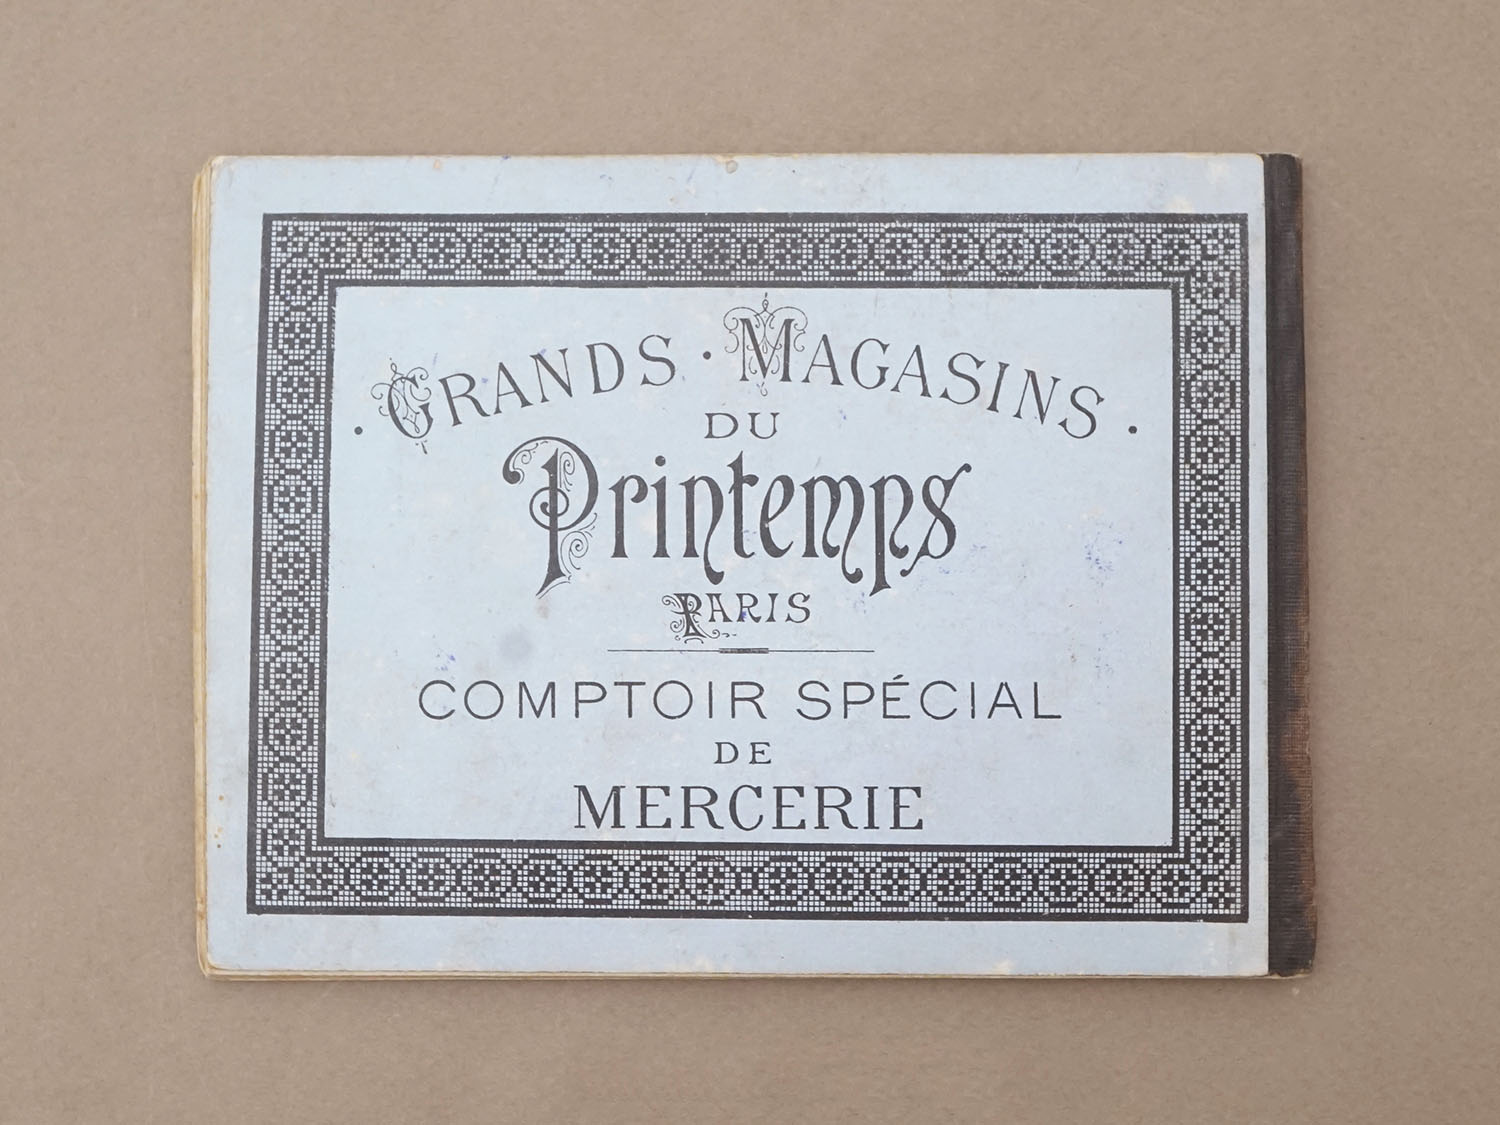 · GRANDS · MAGASINS ·
DU
Printemps
PARIS
COMPTOIR SPÉCIAL
DE
MERCERIE